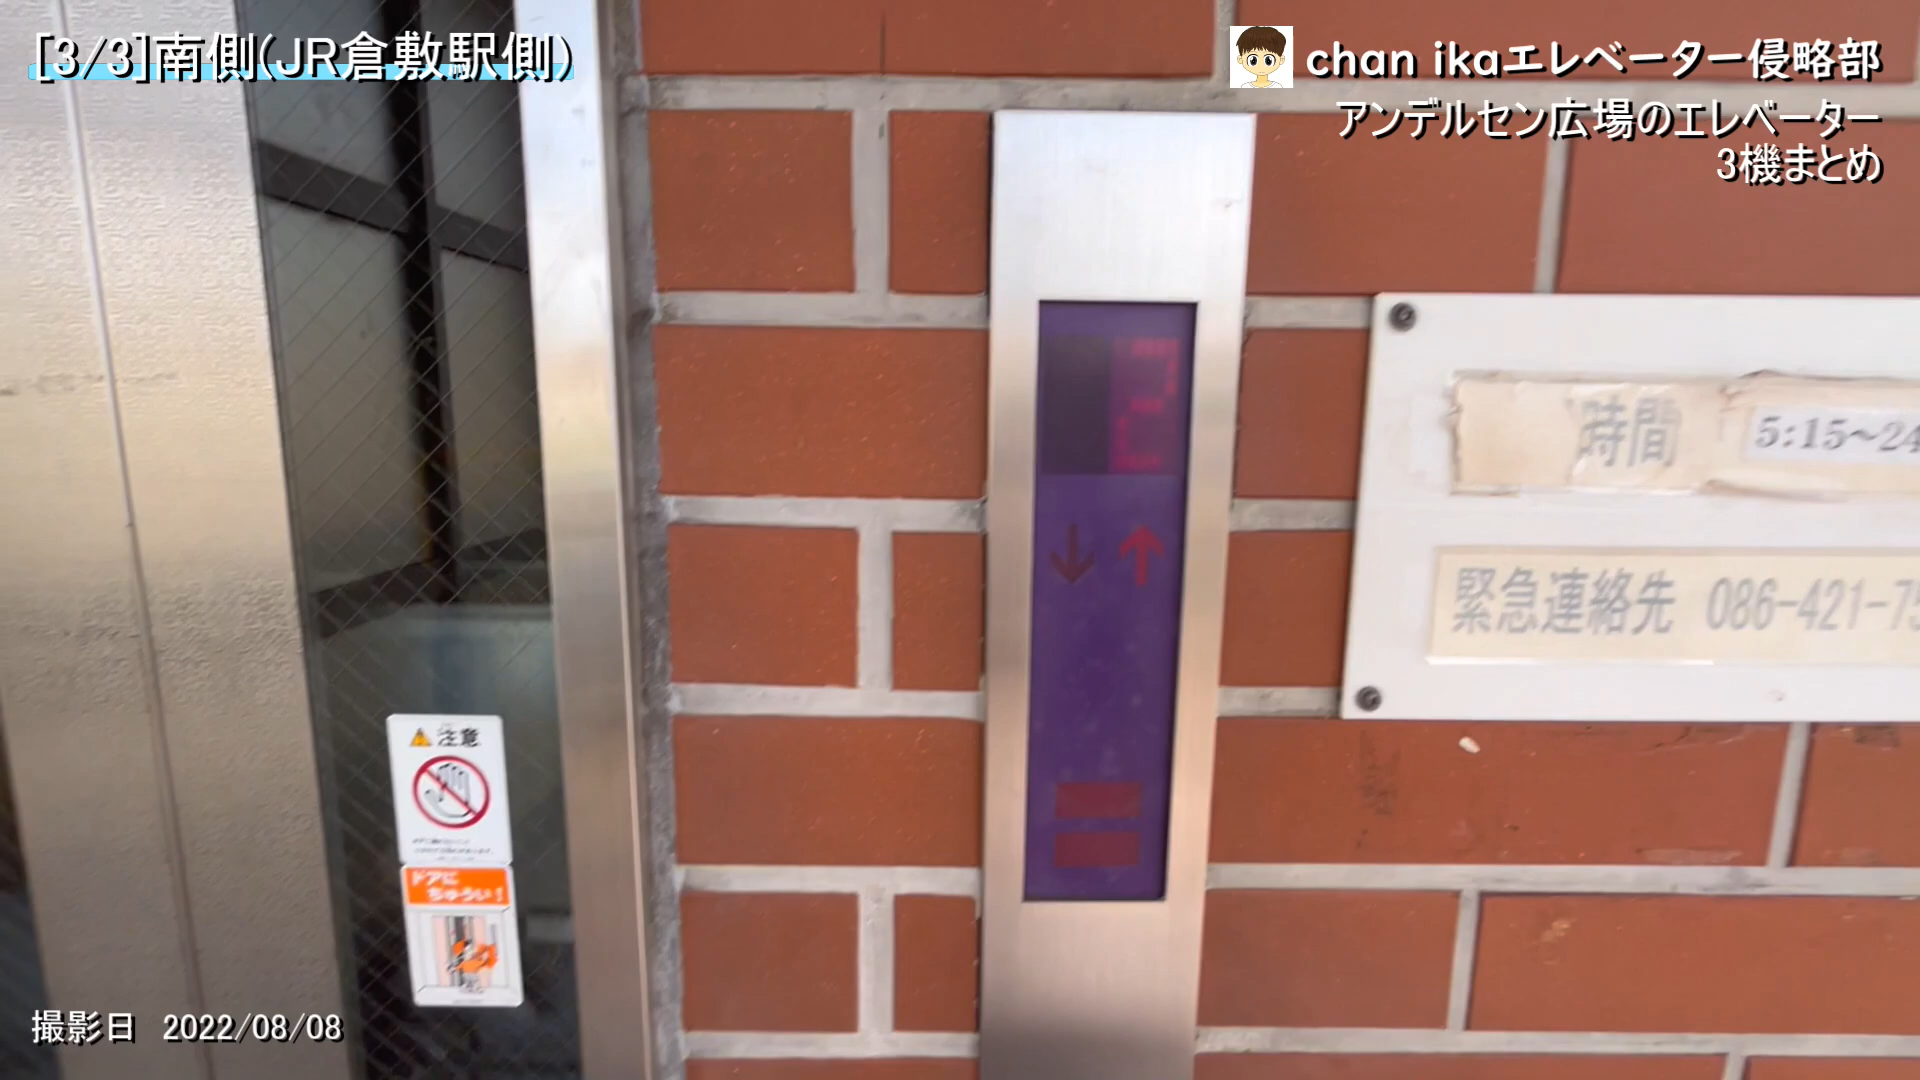 [3/3]南側(JR倉敷駅側)
chan ikaエレベーター侵略部
アンデルセン広場のエレベーター
3機まとめ
2
時間 5:15~24
緊急連絡先 086-421-75
注意
ドアに
ちゅうい!
撮影日 2022/08/08